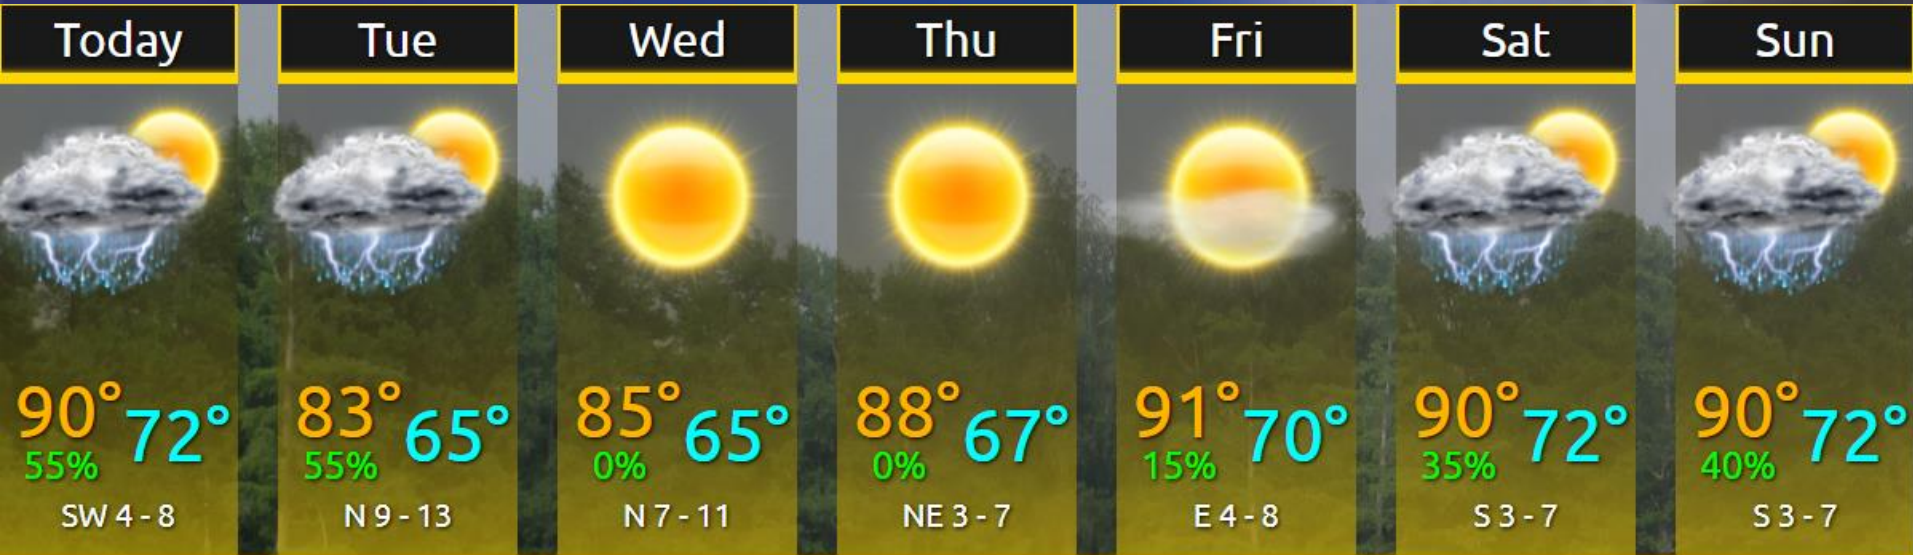 Today
90° 72°
55%
SW 4 - 8
Tue
83° 65°
55%
N 9 - 13
Wed
85° 65°
0%
N 7 - 11
Thu
88° 67°
0%
NE 3 - 7
Fri
91° 70°
15%
E 4 - 8
Sat
90° 72°
35%
S 3 - 7
Sun
90° 72°
40%
S 3 - 7